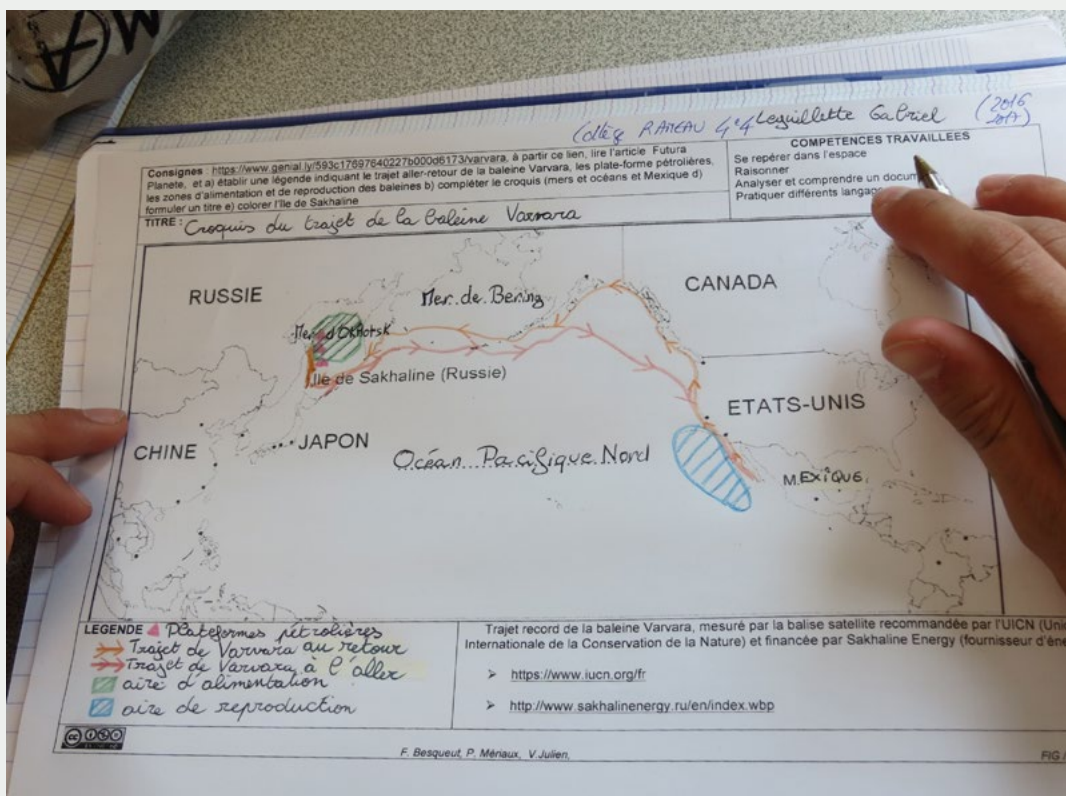 Collège RAMEAU 4e4 Leguillette Gabriel (2016
2017)
Consignes : https://www.genial.ly/593c17697640227b000d6173/varvara, à partir ce lien, lire l'article Futura
Planete, et a) établir une légende indiquant le trajet aller-retour de la baleine Varvara, les plate-forme pétrolières,
les zones d'alimentation et de reproduction des baleines b) compléter le croquis (mers et océans et Mexique d)
formuler un titre e) colorer l'île de Sakhaline
COMPETENCES TRAVAILLEES
Se repérer dans l'espace
Raisonner
Analyser et comprendre un docum
Pratiquer différents langage
TITRE : Croquis du trajet de la baleine Varvara
RUSSIE
Mer de Bering
CANADA
Mer d'Okhotsk
Ile de Sakhaline (Russie)
ETATS-UNIS
CHINE
JAPON
Océan Pacifique Nord
MEXIQUE
LEGENDE Plateformes pétrolières
Trajet de Varvara au retour
Trajet de Varvara à l'aller
aire d'alimentation
aire de reproduction
Trajet record de la baleine Varvara, mesuré par la balise satellite recommandée par l'UICN (Uni
Internationale de la Conservation de la Nature) et financée par Sakhaline Energy (fournisseur d'éne
https://www.iucn.org/fr
http://www.sakhalinenergy.ru/en/index.wbp
F. Besqueut, P. Mériaux, V.Julien,
FIG